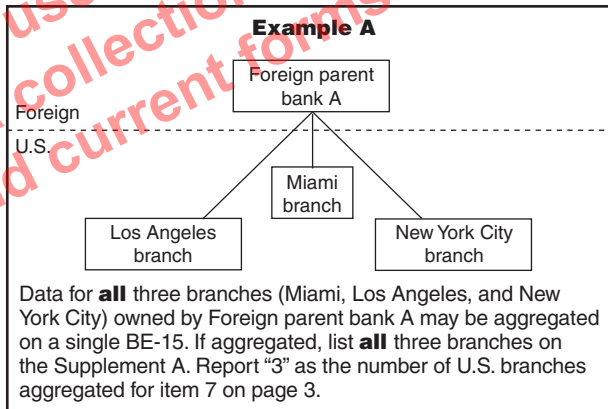 Example A
Foreign parent
bank A
Foreign
U.S.
Miami
branch
Los Angeles
branch
New York City
branch
Data for all three branches (Miami, Los Angeles, and New
York City) owned by Foreign parent bank A may be aggregated
on a single BE-15. If aggregated, list all three branches on
the Supplement A. Report “3” as the number of U.S. branches
aggregated for item 7 on page 3.
use
collection
d current forms